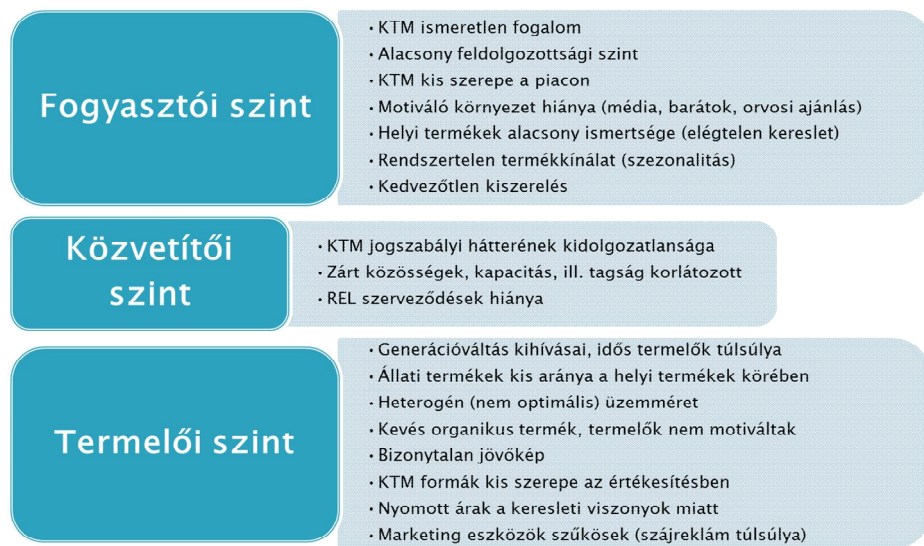 Fogyasztói szint
· KTM ismeretlen fogalom
· Alacsony feldolgozottsági szint
· KTM kis szerepe a piacon
· Motiváló környezet hiánya (média, barátok, orvosi ajánlás)
· Helyi termékek alacsony ismertsége (elégtelen kereslet)
· Rendszertelen termékkínálat (szezonalitás)
· Kedvezőtlen kiszerelés
Közvetítői
szint
· KTM jogszabályi hátterének kidolgozatlansága
· Zárt közösségek, kapacitás, ill. tagság korlátozott
· REL szerveződések hiánya
Termelői szint
· Generációváltás kihívásai, idős termelők túlsúlya
· Állati termékek kis aránya a helyi termékek körében
· Heterogén (nem optimális) üzemméret
· Kevés organikus termék, termelők nem motiváltak
· Bizonytalan jövőkép
· KTM formák kis szerepe az értékesítésben
· Nyomott árak a keresleti viszonyok miatt
· Marketing eszközök szűkösek (szájreklám túlsúlya)